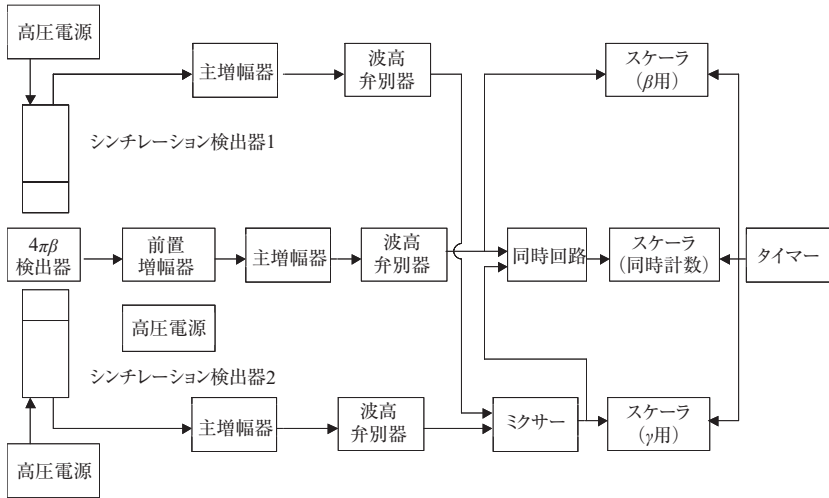 高圧電源
主増幅器
波高
弁別器
スケーラ
（β用）
シンチレーション検出器1
4πβ
検出器
前置
増幅器
主増幅器
波高
弁別器
同時回路
スケーラ
（同時計数）
タイマー
高圧電源
シンチレーション検出器2
主増幅器
波高
弁別器
ミクサー
スケーラ
（γ用）
高圧電源